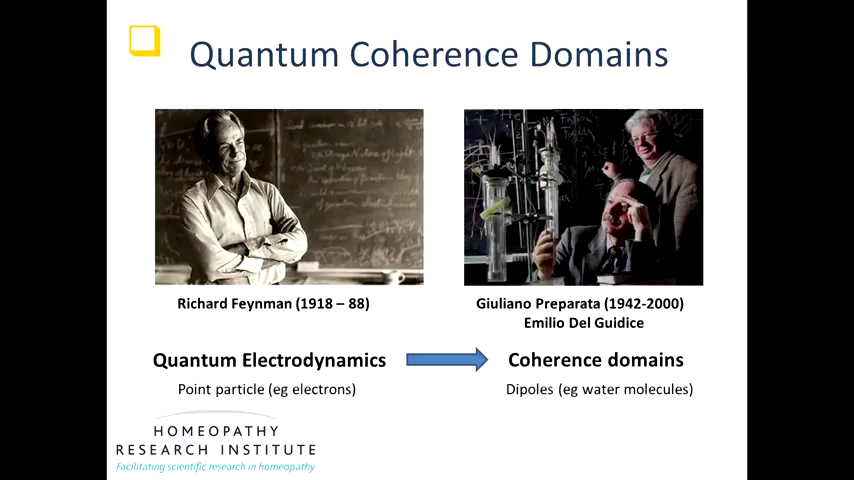 Quantum Coherence Domains
Richard Feynman (1918 – 88)
Giuliano Preparata (1942-2000)
Emilio Del Guidice
Quantum Electrodynamics
Coherence domains
Point particle (eg electrons)
Dipoles (eg water molecules)
HOMEOPATHY
RESEARCH INSTITUTE
Facilitating scientific research in homeopathy